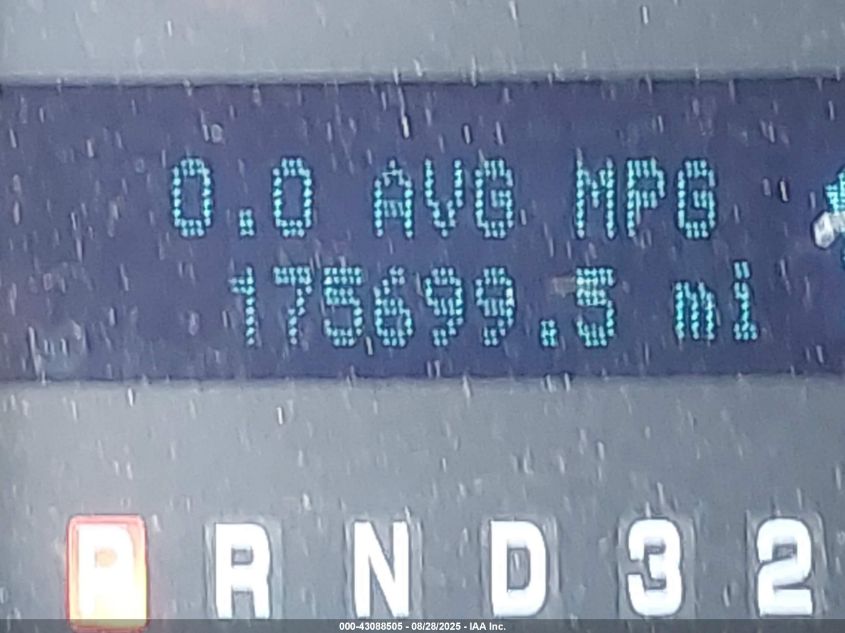 0.0 AVG MPG
175699.5 mi
P R N D 3 2
000-43088505 - 08/28/2025 - IAA Inc.